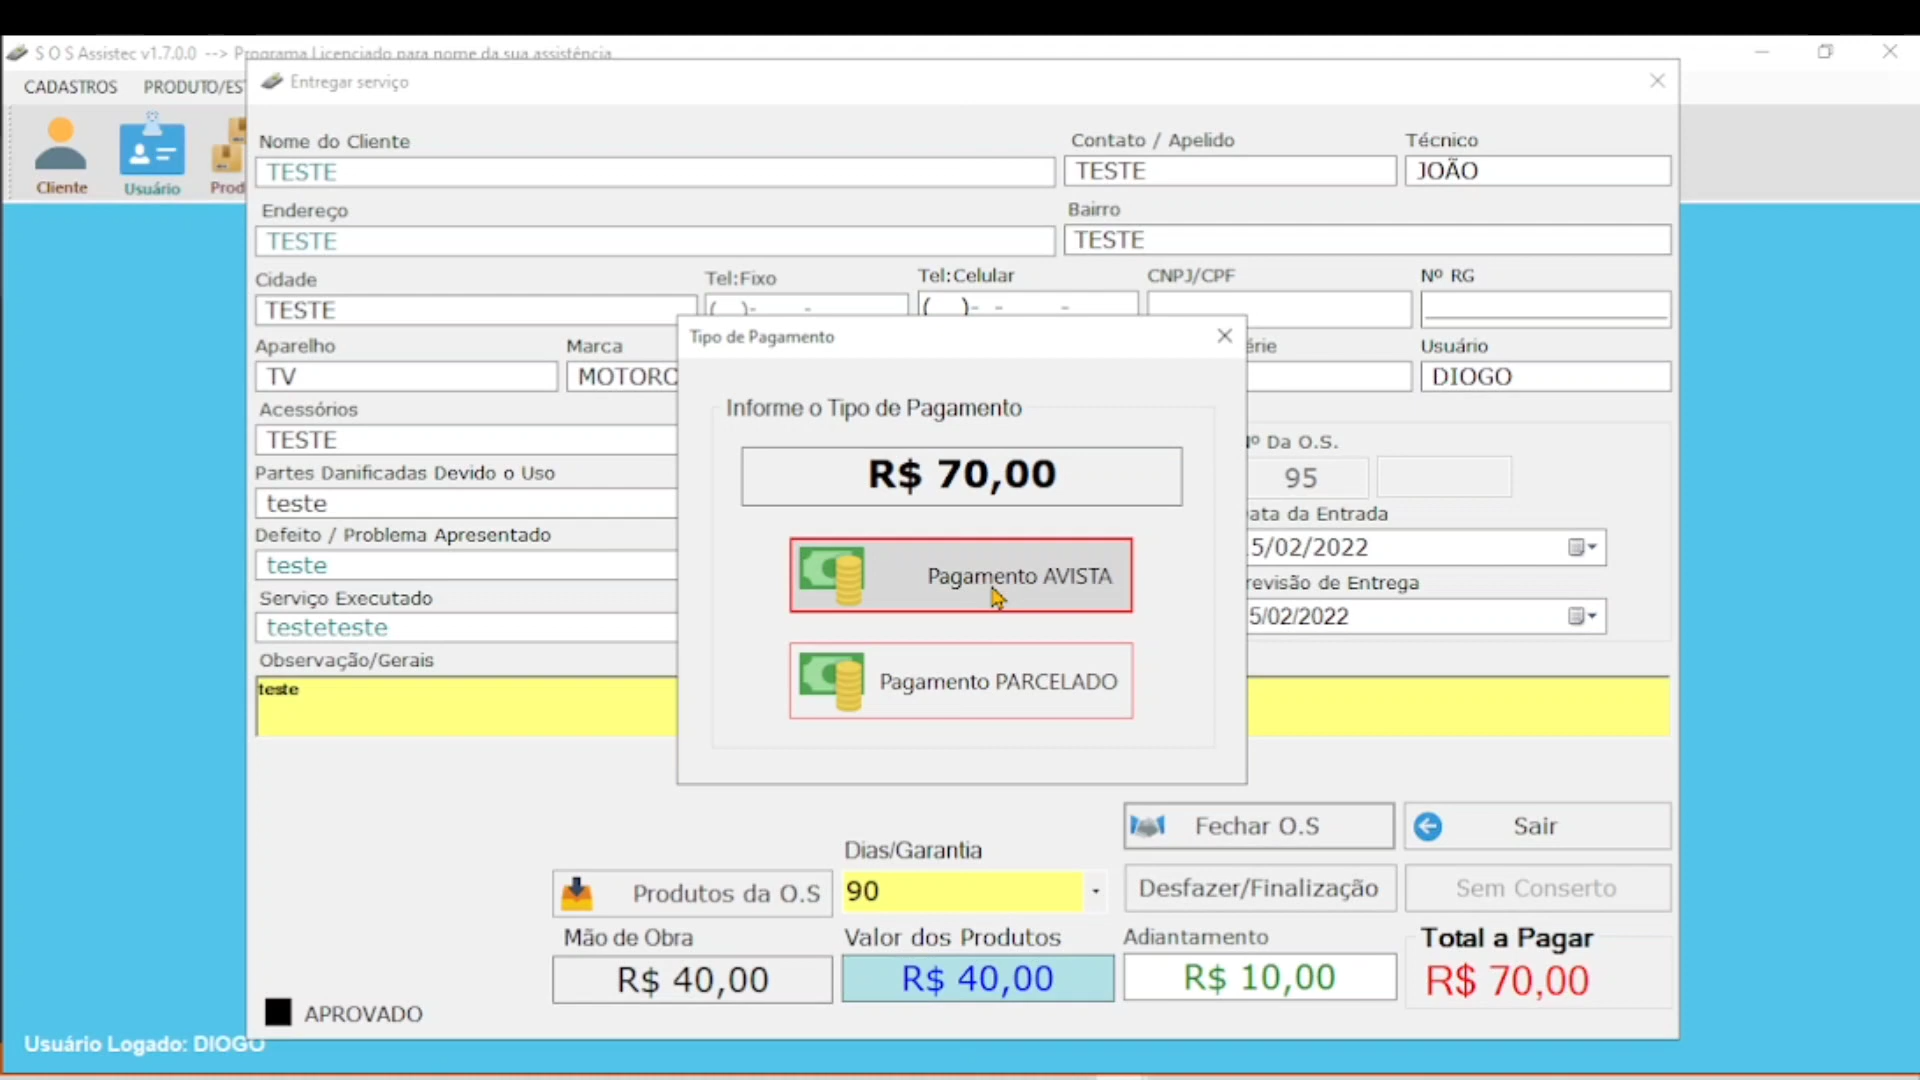 S O S Assistec v1.7.0.0 --> Programa Licenciado para nome da sua assistência
Entregar serviço
CADASTROS PRODUTO/EST
Cliente Usuário Prod
Nome do Cliente Contato / Apelido Técnico
TESTE TESTE JOÃO
Endereço Bairro
TESTE TESTE
Cidade Tel:Fixo Tel:Celular CNPJ/CPF Nº RG
TESTE ( )- - ( )- - -
Aparelho Marca érie Usuário
TV MOTORO DIOGO
Tipo de Pagamento
Informe o Tipo de Pagamento
R$ 70,00
Pagamento AVISTA
Pagamento PARCELADO
Acessórios
TESTE
Partes Danificadas Devido o Uso
teste
Defeito / Problema Apresentado
teste
Serviço Executado
testeteste
Observação/Gerais
teste
º Da O.S.
95
ata da Entrada
5/02/2022
revisão de Entrega
5/02/2022
Fechar O.S Sair
Dias/Garantia
Produtos da O.S 90 Desfazer/Finalização Sem Conserto
Mão de Obra Valor dos Produtos Adiantamento Total a Pagar
R$ 40,00 R$ 40,00 R$ 10,00 R$ 70,00
APROVADO
Usuário Logado: DIOGO